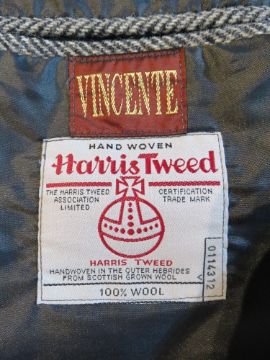 VINCENTE
HAND WOVEN
Harris Tweed
THE HARRIS TWEED
ASSOCIATION
LIMITED
CERTIFICATION
TRADE MARK
HARRIS TWEED
HANDWOVEN IN THE OUTER HEBRIDES
FROM SCOTTISH GROWN WOOL
100% WOOL
0114312 V